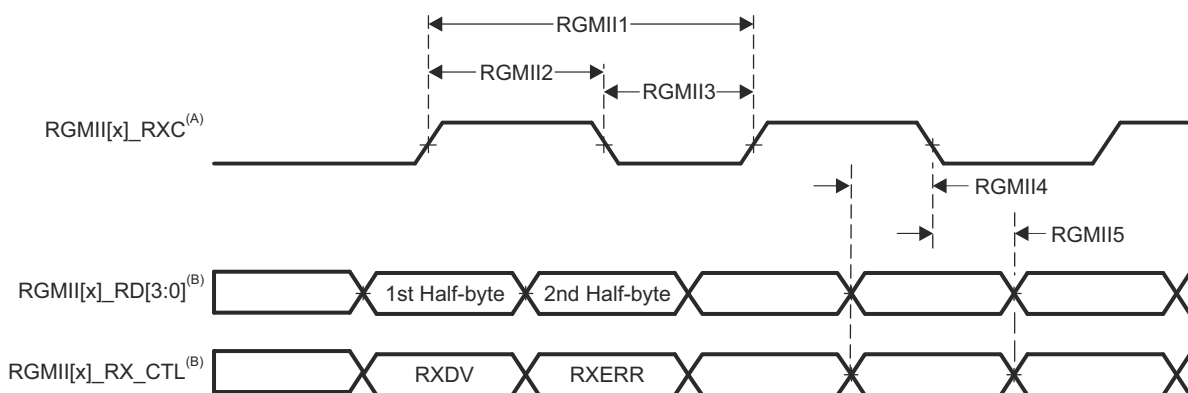 RGMII1
RGMII2
RGMII3
RGMII[x]_RXC(A)
RGMII4
RGMII5
RGMII[x]_RD[3:0](B) 1st Half-byte 2nd Half-byte
RGMII[x]_RX_CTL(B) RXDV RXERR